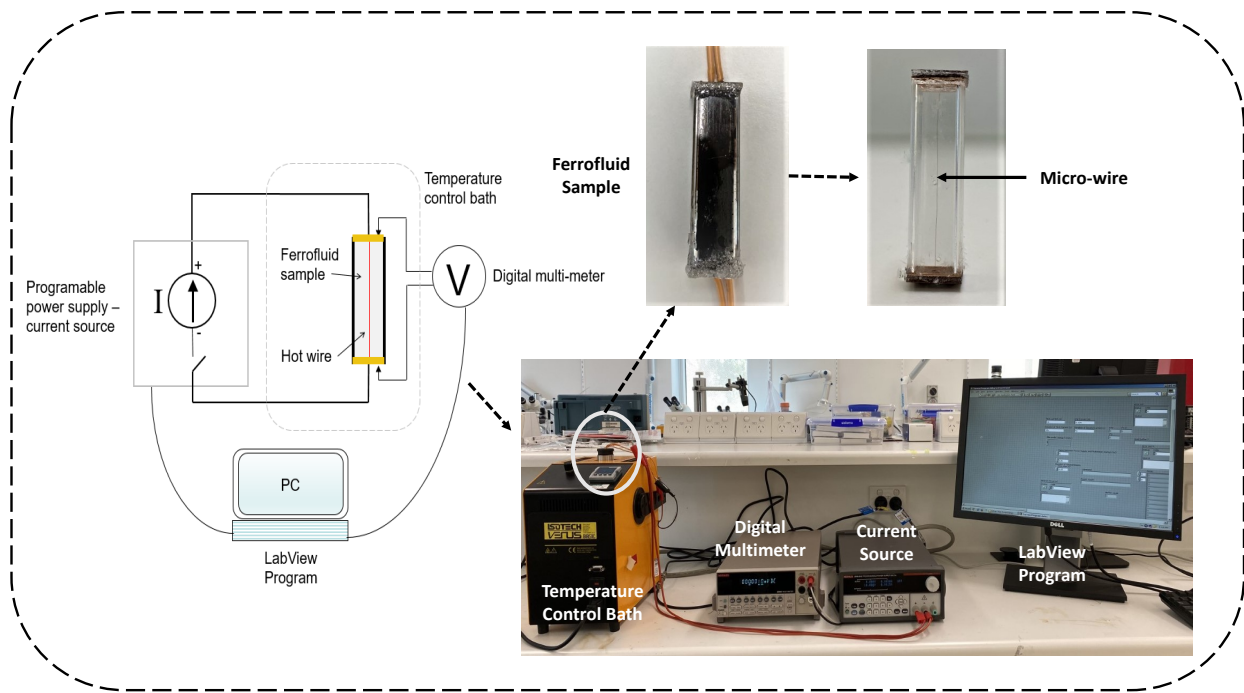 Ferrofluid
Sample
Micro-wire
Temperature
control bath
Ferrofluid
sample
Hot wire
V
Digital multi-meter
Programable
power supply –
current source
I
+
-
PC
LabView
Program
ISOTECH
VENUS
Temperature
Control Bath
Digital
Multimeter
Current
Source
DELL
LabView
Program